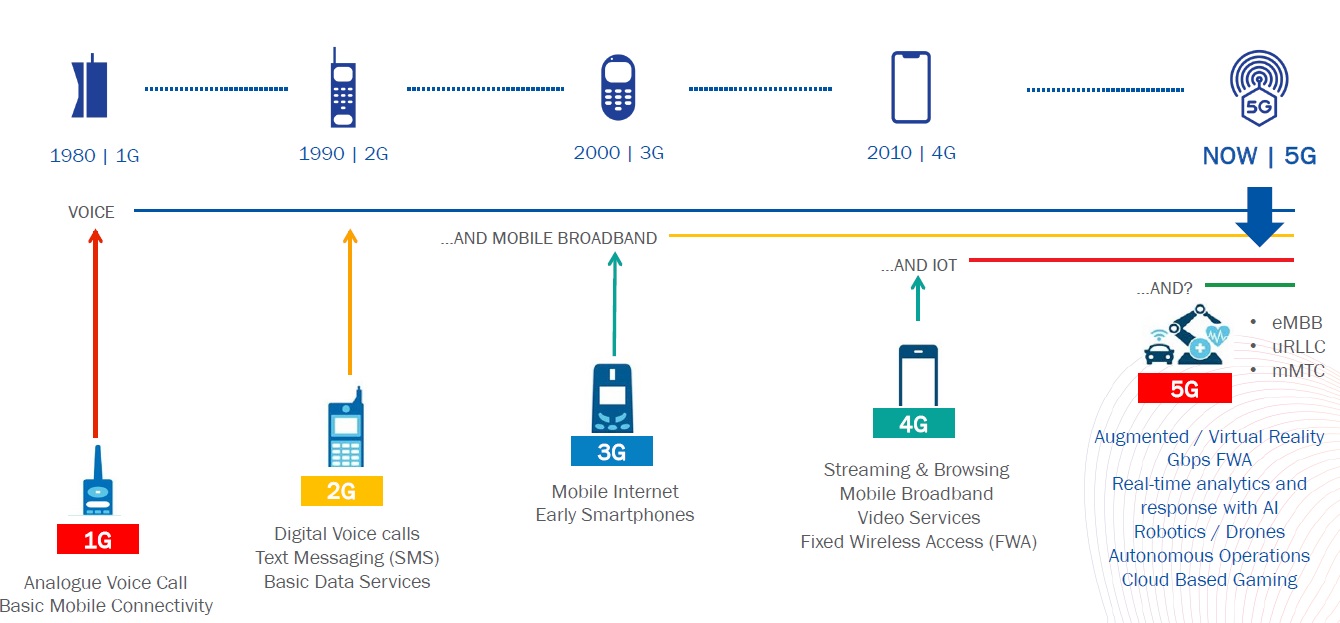 5G
1980 | 1G
1990 | 2G
2000 | 3G
2010 | 4G
NOW | 5G
VOICE
...AND MOBILE BROADBAND
...AND IOT
...AND?
• eMBB
• uRLLC
• mMTC
1G
Analogue Voice Call
Basic Mobile Connectivity
2G
Digital Voice calls
Text Messaging (SMS)
Basic Data Services
3G
Mobile Internet
Early Smartphones
4G
Streaming & Browsing
Mobile Broadband
Video Services
Fixed Wireless Access (FWA)
5G
Augmented / Virtual Reality
Gbps FWA
Real-time analytics and
response with AI
Robotics / Drones
Autonomous Operations
Cloud Based Gaming